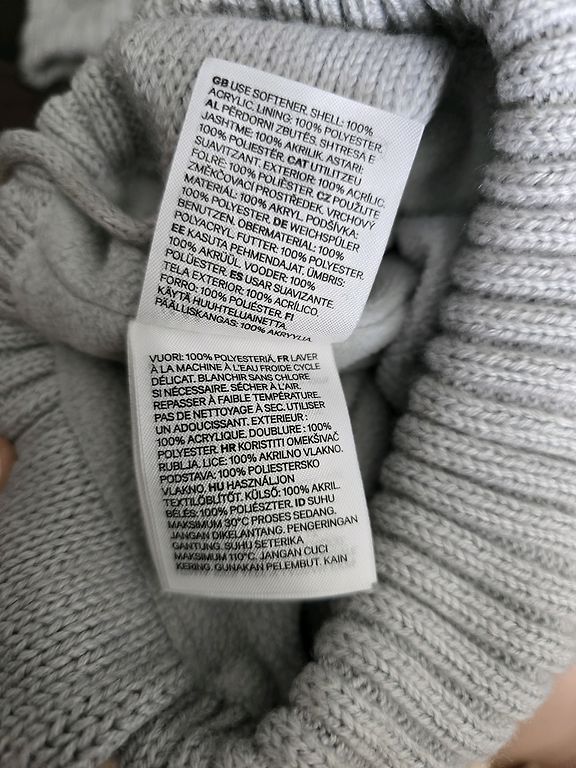 GB USE SOFTENER. SHELL: 100%
ACRYLIC. LINING: 100% POLYESTER
AL PËRDORNI ZBUTËS. SHTRESA E
JASHTME: 100% AKRILIK. ASTARI:
100% POLIESTËR. CAT UTILITZEU
SUAVITZANT. EXTERIOR: 100% ACRÍLIC.
FOLRE: 100% POLIÈSTER. CZ POUŽIJTE
ZMĚKČOVACÍ PROSTŘEDEK. VRCHOVÝ
MATERIÁL: 100% AKRYL. PODŠÍVKA:
100% POLYESTER. DE WEICHSPÜLER
BENUTZEN. OBERMATERIAL: 100%
POLYACRYL. FUTTER: 100% POLYESTER.
EE KASUTA PEHMENDAJAT. ÜMBRIS:
100% AKRÜÜL. VOODER: 100%
POLÜESTER. ES USAR SUAVIZANTE.
TELA EXTERIOR: 100% ACRÍLICO.
FORRO: 100% POLIÉSTER. FI
KÄYTÄ HUUHTELUAINETTA.
PÄÄLLUSKANGAS: 100% AKRYYLIA.
VUORI: 100% POLYESTERIÄ. FR LAVER
À LA MACHINE À L'EAU FROIDE CYCLE
DÉLICAT. BLANCHIR SANS CHLORE
SI NÉCESSAIRE. SÉCHER À L'AIR.
REPASSER À FAIBLE TEMPÉRATURE.
PAS DE NETTOYAGE À SEC. UTILISER
UN ADOUCISSANT. EXTERIEUR :
100% ACRYLIQUE. DOUBLURE : 100%
POLYESTER. HR KORISTITI OMEKŠIVAČ
RUBLJA. LICE: 100% AKRILNO VLAKNO.
PODSTAVA: 100% POLIESTERSKO
VLAKNO. HU HASZNÁLJON
TEXTILÖBLÍTŐT. KÜLSŐ: 100% AKRIL.
BÉLÉS: 100% POLIÉSZTER. ID SUHU
MAKSIMUM 30°C PROSES SEDANG.
JANGAN DIKELANTANG. PENGERINGAN
GANTUNG. SUHU SETERIKA
MAKSIMUM 110°C. JANGAN CUCI
KERING. GUNAKAN PELEMBUT. KAIN